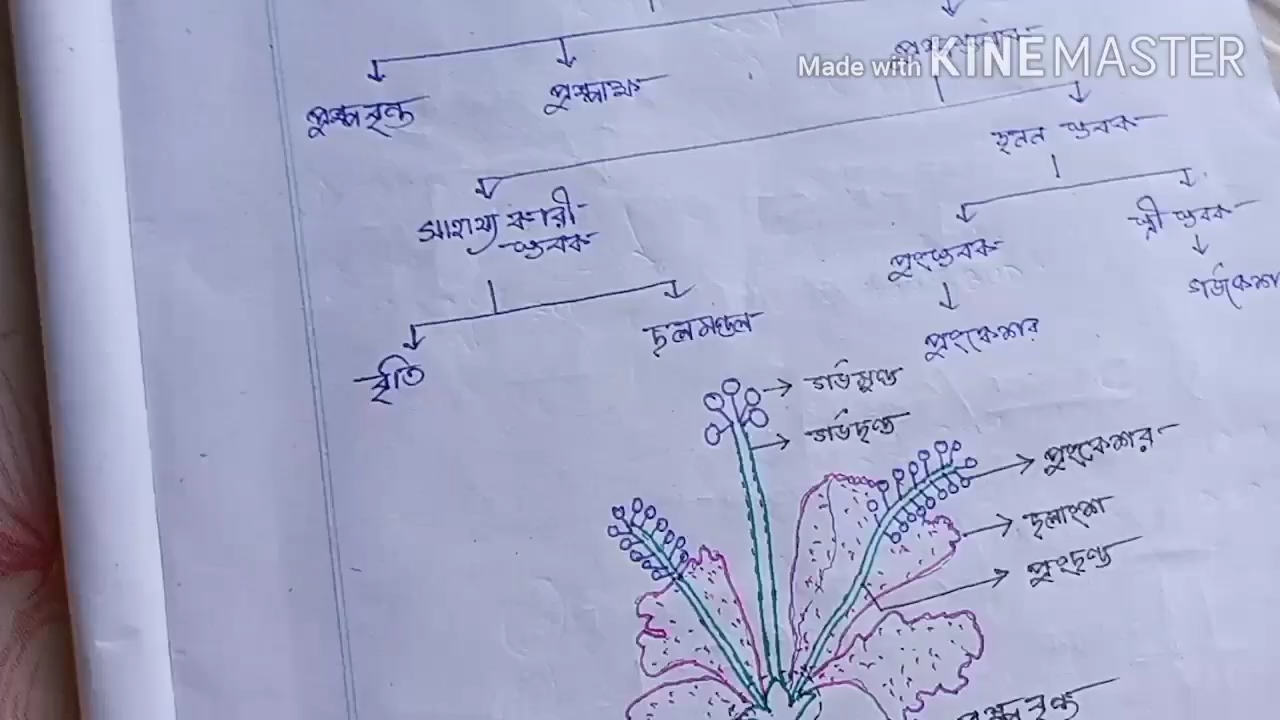 Made with KINEMASTER
পুষ্পবৃন্ত
পুষ্পাক্ষ
জনন স্তবক
সাহায্যকারী
স্তবক
স্ত্রী স্তবক
পুংস্তবক
দলমণ্ডল
পুংকেশর
বৃতি
গর্ভমুণ্ড
গর্ভদণ্ড
পুংকেশর
দলাংশ
পুংদণ্ড
পুষ্পবৃন্ত